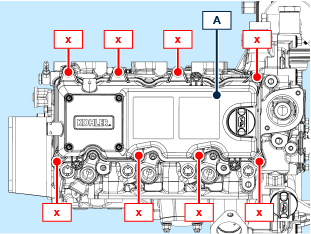 A
x x x x
KOHLER
x x x x